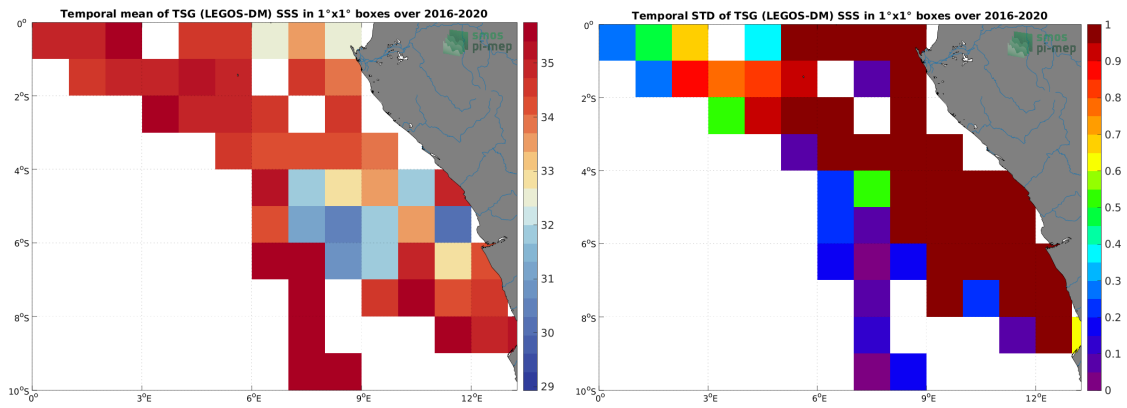 Temporal mean of TSG (LEGOS-DM) SSS in 1°x1° boxes over 2016-2020
0°
2°S
4°S
6°S
8°S
10°S
0°
3°E
6°E
9°E
12°E
smos
pi-mep
35
34
33
32
31
30
29
Temporal STD of TSG (LEGOS-DM) SSS in 1°x1° boxes over 2016-2020
0°
2°S
4°S
6°S
8°S
10°S
0°
3°E
6°E
9°E
12°E
smos
pi-mep
1
0.9
0.8
0.7
0.6
0.5
0.4
0.3
0.2
0.1
0